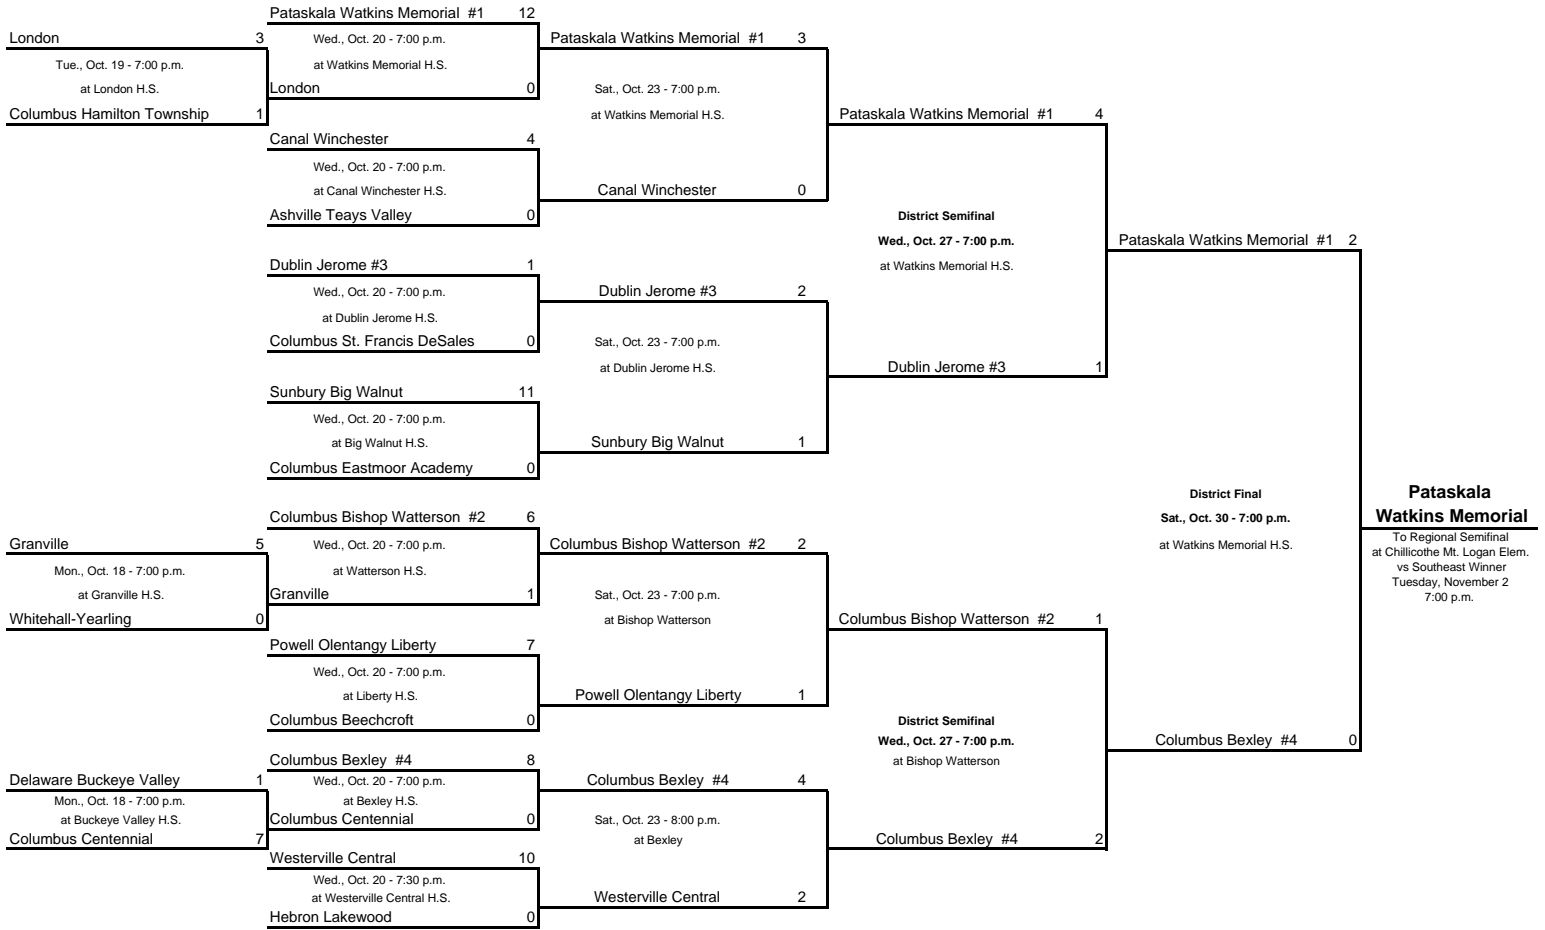 London 3
Tue., Oct. 19 - 7:00 p.m.
at London H.S.
Columbus Hamilton Township 1
Granville 5
Mon., Oct. 18 - 7:00 p.m.
at Granville H.S.
Whitehall-Yearling 0
Delaware Buckeye Valley 1
Mon., Oct. 18 - 7:00 p.m.
at Buckeye Valley H.S.
Columbus Centennial 7
Pataskala Watkins Memorial #1 12
Wed., Oct. 20 - 7:00 p.m.
at Watkins Memorial H.S.
London 0
Canal Winchester 4
Wed., Oct. 20 - 7:00 p.m.
at Canal Winchester H.S.
Ashville Teays Valley 0
Dublin Jerome #3 1
Wed., Oct. 20 - 7:00 p.m.
at Dublin Jerome H.S.
Columbus St. Francis DeSales 0
Sunbury Big Walnut 11
Wed., Oct. 20 - 7:00 p.m.
at Big Walnut H.S.
Columbus Eastmoor Academy 0
Columbus Bishop Watterson #2 6
Wed., Oct. 20 - 7:00 p.m.
at Watterson H.S.
Granville 1
Powell Olentangy Liberty 7
Wed., Oct. 20 - 7:00 p.m.
at Liberty H.S.
Columbus Beechcroft 0
Columbus Bexley #4 8
Wed., Oct. 20 - 7:00 p.m.
at Bexley H.S.
Columbus Centennial 0
Westerville Central 10
Wed., Oct. 20 - 7:30 p.m.
at Westerville Central H.S.
Hebron Lakewood 0
Pataskala Watkins Memorial #1 3
Sat., Oct. 23 - 7:00 p.m.
at Watkins Memorial H.S.
Canal Winchester 0
Dublin Jerome #3 2
Sat., Oct. 23 - 7:00 p.m.
at Dublin Jerome H.S.
Sunbury Big Walnut 1
Columbus Bishop Watterson #2 2
Sat., Oct. 23 - 7:00 p.m.
at Bishop Watterson
Powell Olentangy Liberty 1
Columbus Bexley #4 4
Sat., Oct. 23 - 8:00 p.m.
at Bexley
Westerville Central 2
Pataskala Watkins Memorial #1 4
District Semifinal
Wed., Oct. 27 - 7:00 p.m.
at Watkins Memorial H.S.
Dublin Jerome #3 1
Columbus Bishop Watterson #2 1
District Semifinal
Wed., Oct. 27 - 7:00 p.m.
at Bishop Watterson
Columbus Bexley #4 2
Pataskala Watkins Memorial #1 2
District Final
Sat., Oct. 30 - 7:00 p.m.
at Watkins Memorial H.S.
Columbus Bexley #4 0
Pataskala
Watkins Memorial
To Regional Semifinal
at Chillicothe Mt. Logan Elem.
vs Southeast Winner
Tuesday, November 2
7:00 p.m.